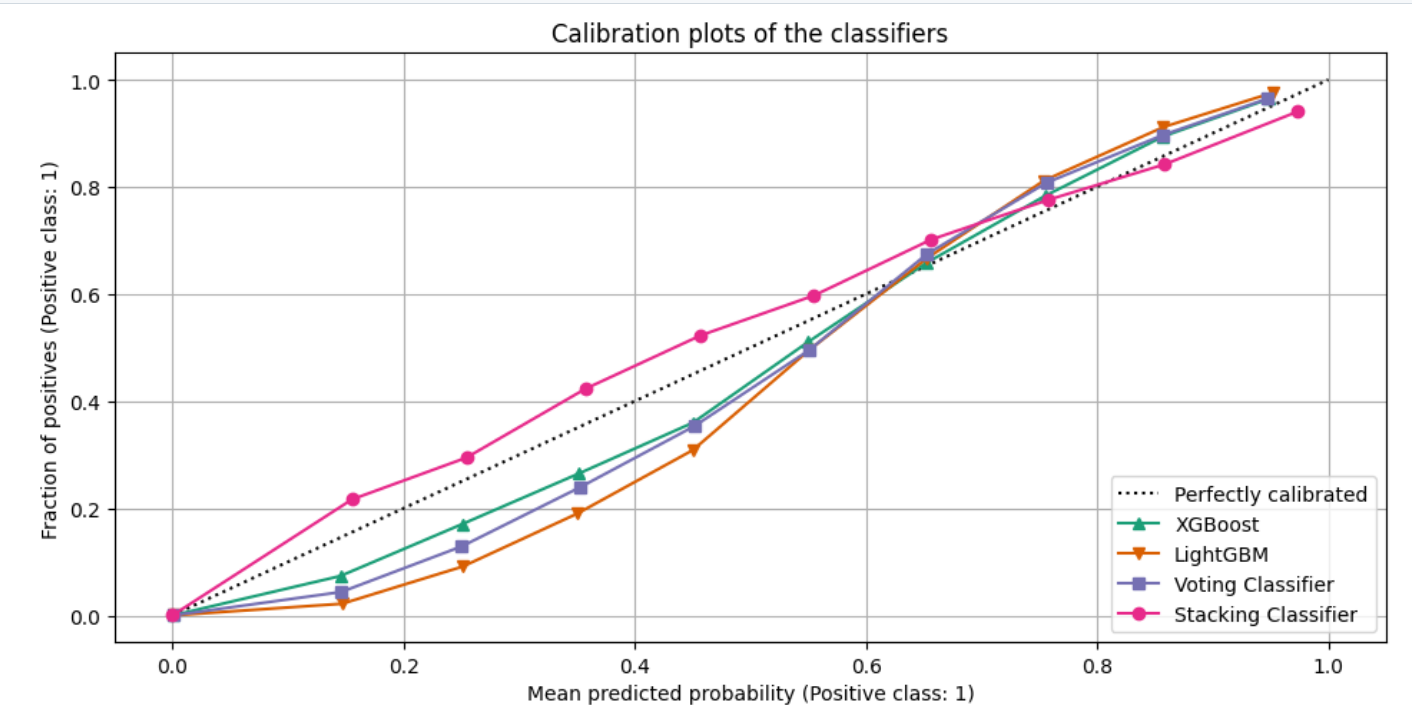 Calibration plots of the classifiers
Fraction of positives (Positive class: 1)
1.0
0.8
0.6
0.4
0.2
0.0
Perfectly calibrated
XGBoost
LightGBM
Voting Classifier
Stacking Classifier
0.0 0.2 0.4 0.6 0.8 1.0
Mean predicted probability (Positive class: 1)